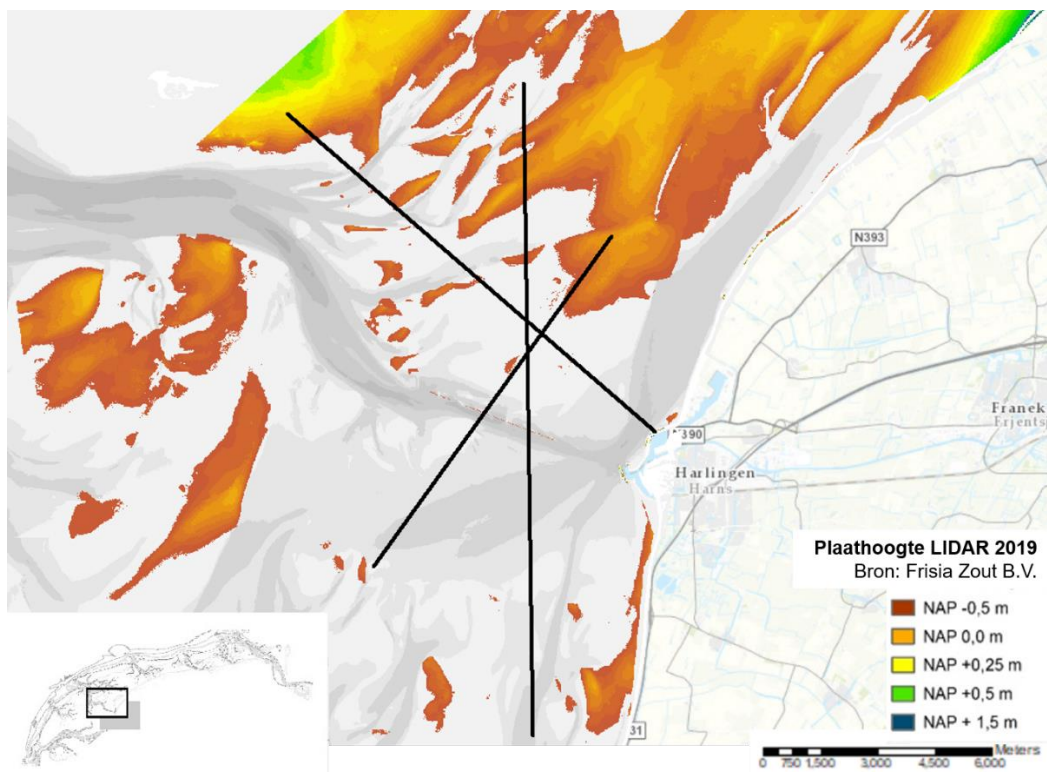 N393
N390
Franek
Frjentsj
Harlingen
Harns
Plaathoogte LIDAR 2019
Bron: Frisia Zout B.V.
NAP -0,5 m
NAP 0,0 m
NAP +0,25 m
NAP +0,5 m
NAP + 1,5 m
31
Meters
0 750 1,500 3,000 4,500 6,000